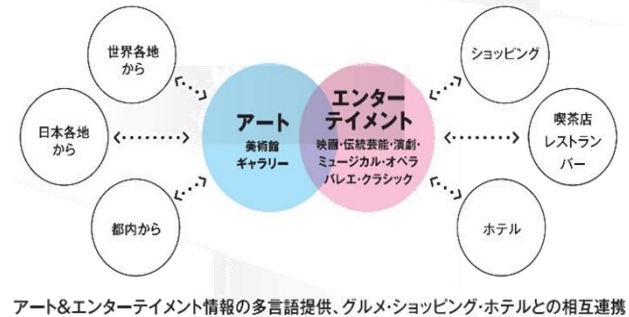 世界各地
から
日本各地
から
都内から
アート
美術館
ギャラリー
エンター
テイメント
映画・伝統芸能・演劇・
ミュージカル・オペラ
バレエ・クラシック
ショッピング
喫茶店
レストラン
バー
ホテル
アート&エンターテイメント情報の多言語提供、グルメ・ショッピング・ホテルとの相互連携